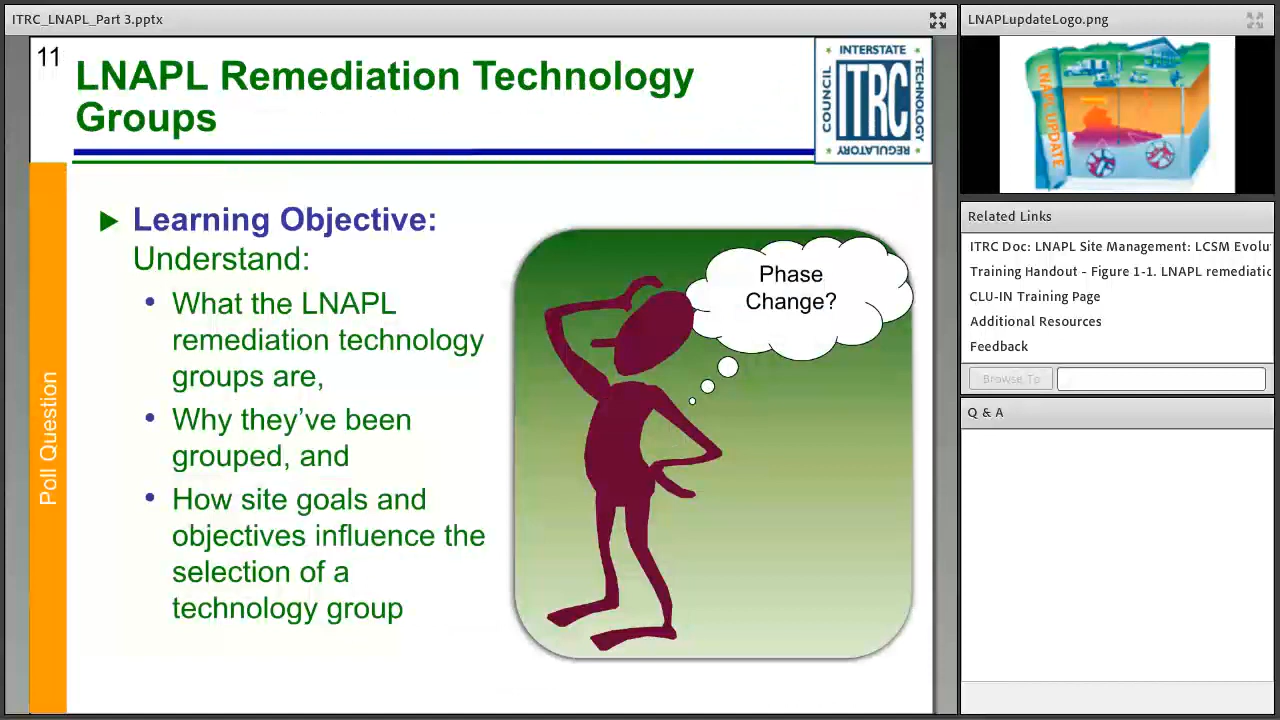 ITRC_LNAPL_Part 3.pptx
11
LNAPL Remediation Technology
Groups
INTERSTATE
COUNCIL
ITRC
TECHNOLOGY
REGULATORY
Learning Objective:
Understand:
• What the LNAPL
remediation technology
groups are,
• Why they’ve been
grouped, and
• How site goals and
objectives influence the
selection of a
technology group
Phase
Change?
Poll Question
LNAPLupdateLogo.png
LNAPL UPDATE
Related Links
ITRC Doc: LNAPL Site Management: LCSM Evolu
Training Handout - Figure 1-1. LNAPL remediatic
CLU-IN Training Page
Additional Resources
Feedback
Browse To
Q & A